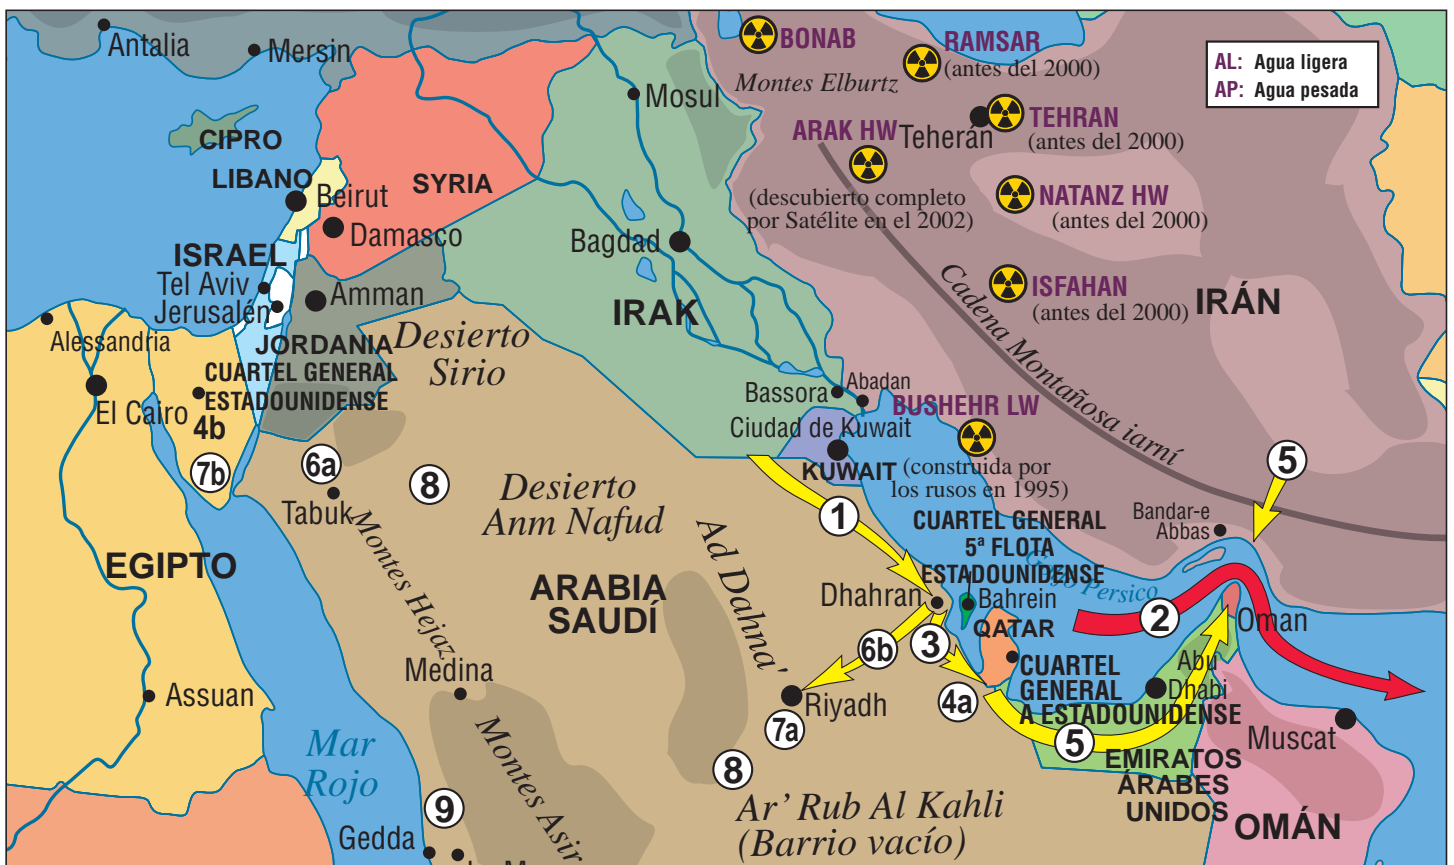 Antalia
Mersin
CIPRO
LIBANO
Beirut
SYRIA
Damasco
ISRAEL
Tel Aviv
Jerusalén
Amman
JORDANIA
CUARTEL GENERAL
ESTADOUNIDENSE
4b
7b
Alessandria
El Cairo
EGIPTO
Assuan
Mar
Rojo
Mosul
Bagdad
IRAK
Desierto
Sirio
Bassora
Abadan
Ciudad de Kuwait
KUWAIT
BONAB
Montes Elburtz
RAMSAR
(antes del 2000)
AL: Agua ligera
AP: Agua pesada
ARAK HW
(descubierto completo
por Satélite en el 2002)
Teherán
TEHRAN
(antes del 2000)
NATANZ HW
(antes del 2000)
ISFAHAN
(antes del 2000)
IRÁN
Cadena Montañosa iarní
BUSHEHR LW
(construida por
los rusos en 1995)
CUARTEL GENERAL
5ª FLOTA
ESTADOUNIDENSE
Persico
Bandar-e
Abbas
5
6a
8
Tabuk
Montes Hejaz
Desierto
Anm Nafud
Ad Dahna'
1
ARABIA
SAUDÍ
Dhahran
Bahrein
QATAR
2
Oman
6b
3
4a
CUARTEL
GENERAL
A ESTADOUNIDENSE
Abu
Dhabi
5
EMIRATOS
ÁRABES
UNIDOS
Muscat
OMÁN
Medina
Riyadh
7a
8
Montes Asir
Ar' Rub Al Kahli
(Barrio vacío)
9
Gedda